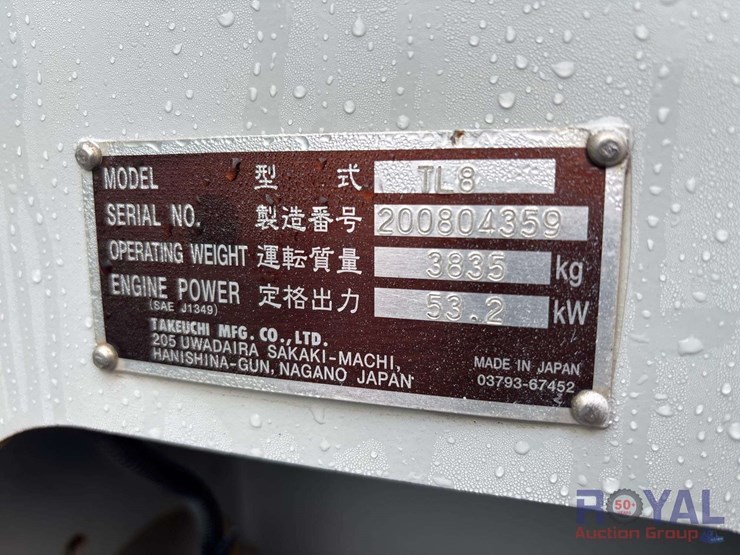 MODEL 型式 TL8
SERIAL NO. 製造番号 200804359
OPERATING WEIGHT 運転質量 3835 kg
ENGINE POWER 定格出力 53.2 kW
(SAE J1349)
TAKEUCHI MFG. CO., LTD.
205 UWADAIRA SAKAKI-MACHI,
HANISHINA-GUN, NAGANO JAPAN
MADE IN JAPAN
03793-67452
50
ROYAL
Auction Group